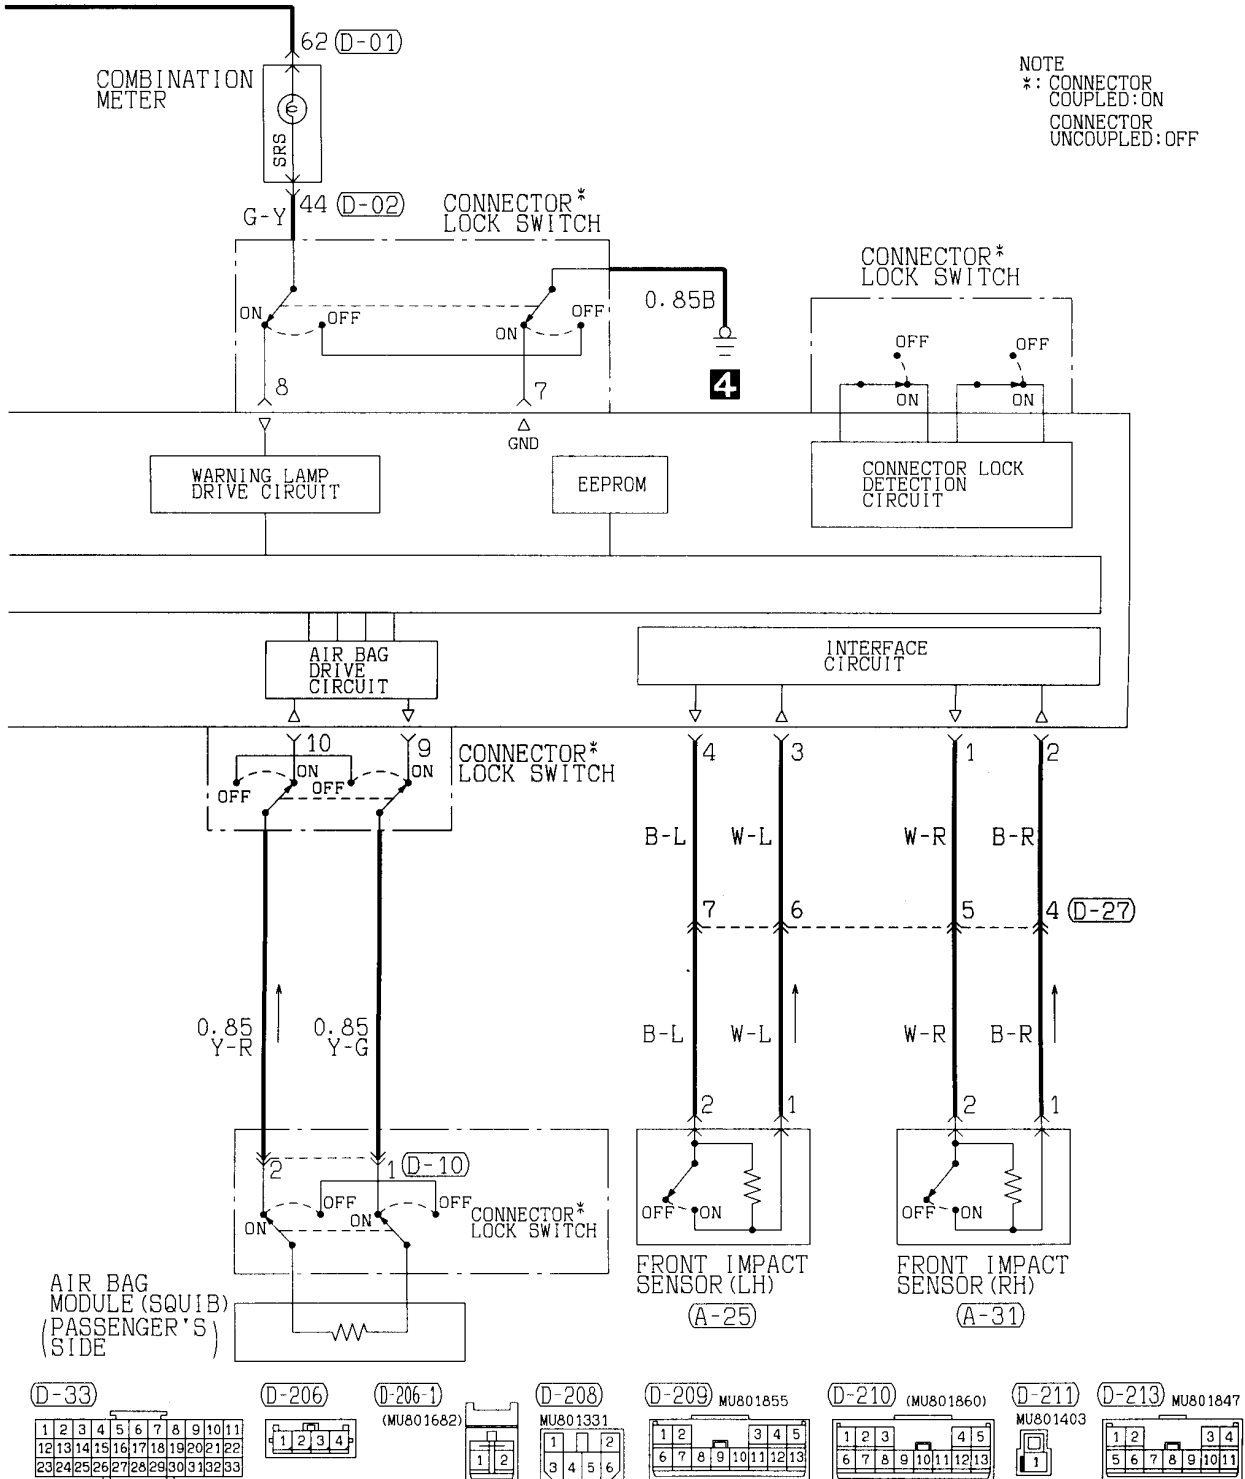 62 (D-01)
COMBINATION
METER
SRS
44 (D-02)
G-Y
NOTE
*: CONNECTOR
COUPLED:ON
CONNECTOR
UNCOUPLED:OFF
CONNECTOR*
LOCK SWITCH
ON OFF
ON OFF
0.85B
4
8
7
GND
CONNECTOR*
LOCK SWITCH
OFF OFF
ON ON
WARNING LAMP
DRIVE CIRCUIT
EEPROM
CONNECTOR LOCK
DETECTION
CIRCUIT
AIR BAG
DRIVE
CIRCUIT
INTERFACE
CIRCUIT
10 9
ON ON
OFF OFF
CONNECTOR*
LOCK SWITCH
4 3 1 2
B-L W-L W-R B-R
7 6 5 4 (D-27)
0.85
Y-R
0.85
Y-G
B-L W-L W-R B-R
2 1 2 1
2 1 (D-10)
OFF OFF
ON ON
CONNECTOR*
LOCK SWITCH
OFF ON
OFF ON
FRONT IMPACT
SENSOR(LH)
(A-25)
FRONT IMPACT
SENSOR(RH)
(A-31)
AIR BAG
MODULE(SQUIB)
(PASSENGER'S)
SIDE
(D-33)
1 2 3 4 5 6 7 8 9 10 11
12 13 14 15 16 17 18 19 20 21 22
23 24 25 26 27 28 29 30 31 32 33
(D-206)
1 2 3 4
(D-206-1)
(MU801682)
1 2
(D-208)
MU801331
1 2
3 4 5 6
(D-209) MU801855
1 2 3 4 5
6 7 8 9 10 11 12 13
(D-210) (MU801860)
1 2 3 4 5
6 7 8 9 10 11 12 13
(D-211)
MU801403
1
(D-213) MU801847
1 2 3 4
5 6 7 8 9 10 11